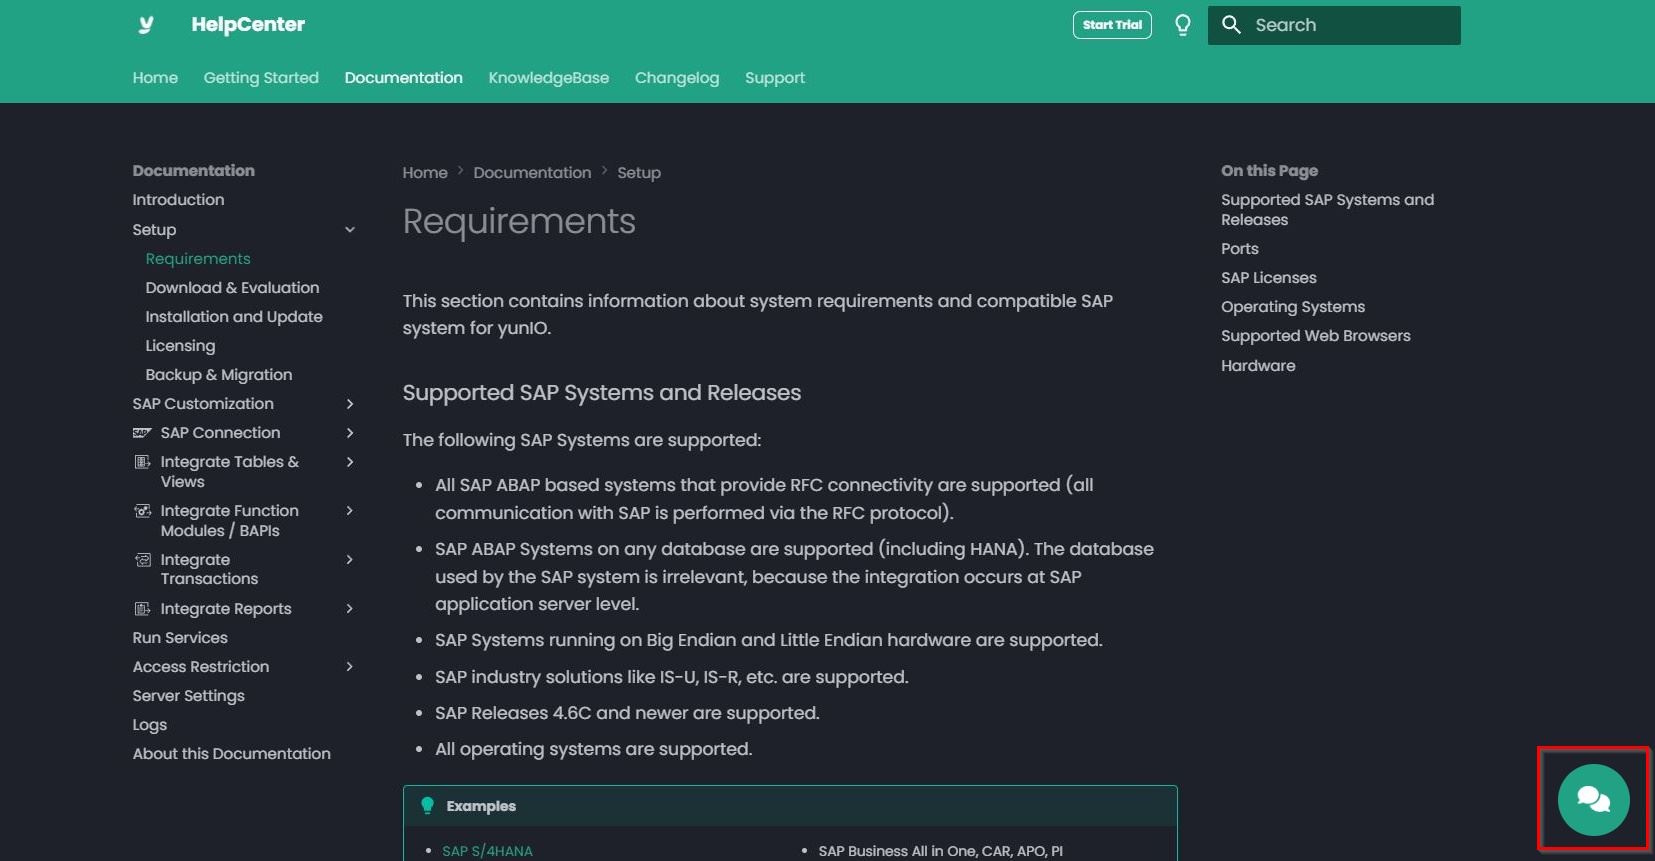 HelpCenter
Start Trial
Search
Home
Getting Started
Documentation
KnowledgeBase
Changelog
Support
Documentation
Introduction
Setup
Requirements
Download & Evaluation
Installation and Update
Licensing
Backup & Migration
SAP Customization
SAP Connection
Integrate Tables &
Views
Integrate Function
Modules / BAPIs
Integrate
Transactions
Integrate Reports
Run Services
Access Restriction
Server Settings
Logs
About this Documentation
Home > Documentation > Setup
Requirements
This section contains information about system requirements and compatible SAP
system for yunIO.
Supported SAP Systems and Releases
The following SAP Systems are supported:
• All SAP ABAP based systems that provide RFC connectivity are supported (all
communication with SAP is performed via the RFC protocol).
• SAP ABAP Systems on any database are supported (including HANA). The database
used by the SAP system is irrelevant, because the integration occurs at SAP
application server level.
• SAP Systems running on Big Endian and Little Endian hardware are supported.
• SAP industry solutions like IS-U, IS-R, etc. are supported.
• SAP Releases 4.6C and newer are supported.
• All operating systems are supported.
Examples
• SAP S/4HANA
• SAP Business All in One, CAR, APO, PI
On this Page
Supported SAP Systems and
Releases
Ports
SAP Licenses
Operating Systems
Supported Web Browsers
Hardware